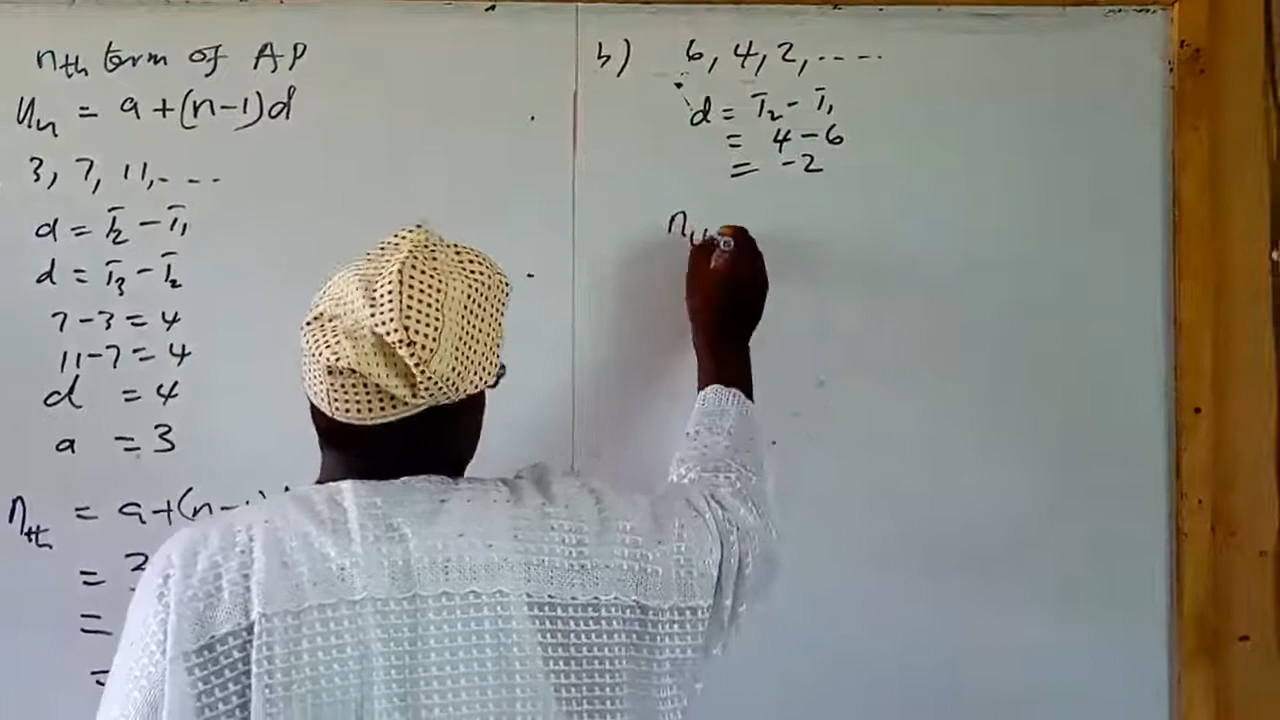 nth term of AP
Un = a+(n-1)d
3, 7, 11,....
d = T2 - T1
d = T3 - T2
7-3 = 4
11-7 = 4
d = 4
a = 3
nth = a+(n-
=
=
=
b) 6, 4, 2, .....
d = T2 - T1
= 4 - 6
= -2